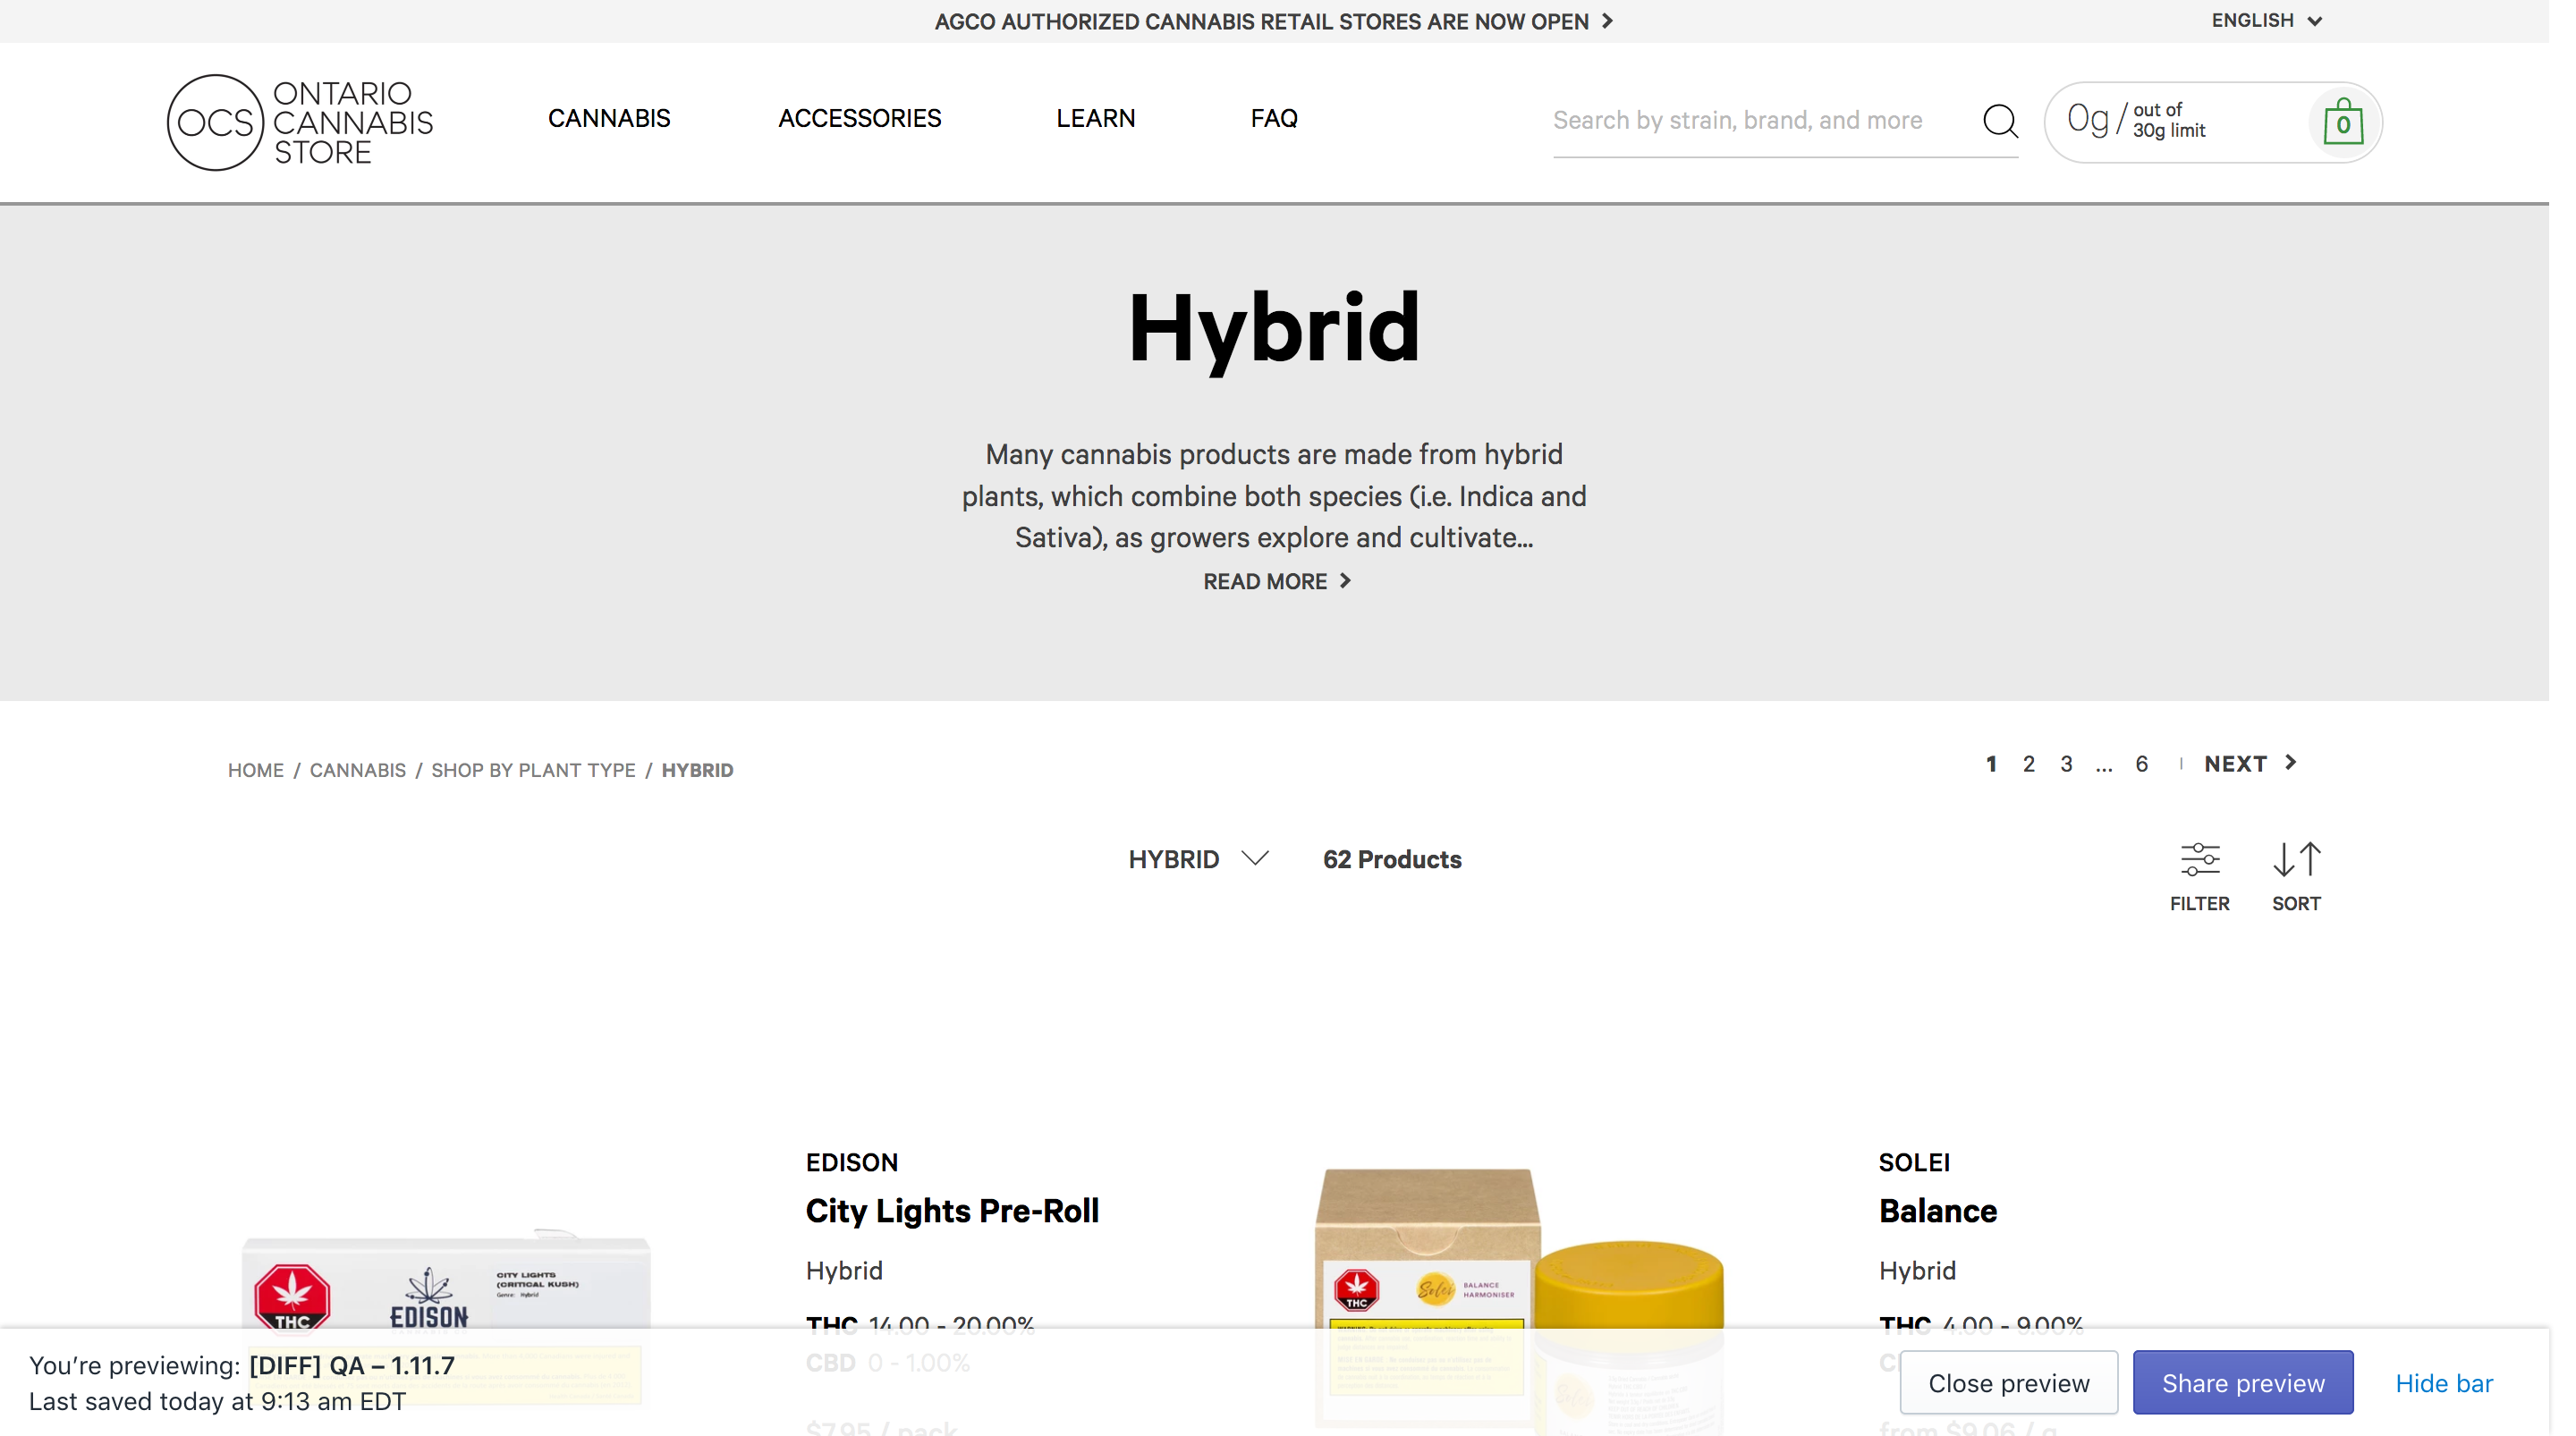 AGCO AUTHORIZED CANNABIS RETAIL STORES ARE NOW OPEN
ENGLISH
OCS
ONTARIO
CANNABIS
STORE
CANNABIS
ACCESSORIES
LEARN
FAQ
Search by strain, brand, and more
0g / out of
30g limit
0
Hybrid
Many cannabis products are made from hybrid
plants, which combine both species (i.e. Indica and
Sativa), as growers explore and cultivate...
READ MORE
HOME / CANNABIS / SHOP BY PLANT TYPE / HYBRID
1 2 3 ... 6 | NEXT
HYBRID
62 Products
FILTER
SORT
THC
EDISON
CITY LIGHTS
(CRITICAL KUSH)
Genre: Hybrid
EDISON
City Lights Pre-Roll
Hybrid
THC 14.00 - 20.00%
CBD 0 - 1.00%
$7.95 / pack
THC
Solei
BALANCE
HARMONISER
SOLEI
Balance
Hybrid
THC 4.00 - 9.00%
from $9.06 / g
You're previewing: [DIFF] QA – 1.11.7
Last saved today at 9:13 am EDT
Close preview
Share preview
Hide bar